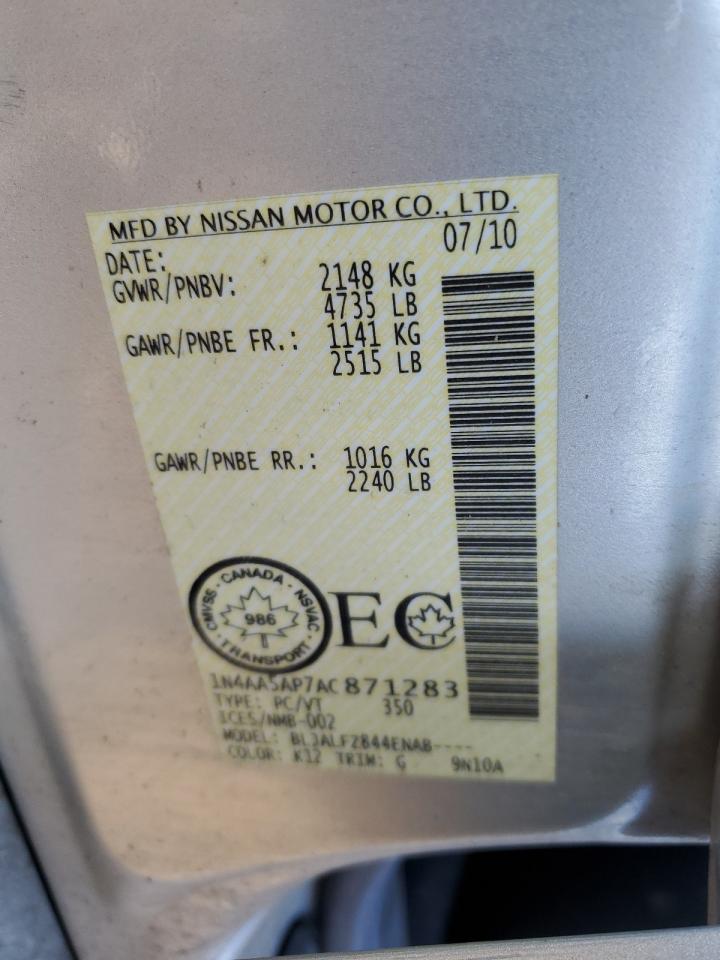 MFD BY NISSAN MOTOR CO., LTD.
DATE: 07/10
GVWR/PNBV: 2148 KG
4735 LB
GAWR/PNBE FR.: 1141 KG
2515 LB
GAWR/PNBE RR.: 1016 KG
2240 LB
CANADA · NSVAC · TRANSPORT · CMVSS ·
986
EC
1N4AA5AP7AC871283
TYPE: PC/VT 350
ICES/NMB-002
MODEL: BLJALFZ844ENAB----
COLOR: K12 TRIM: G 9N10A